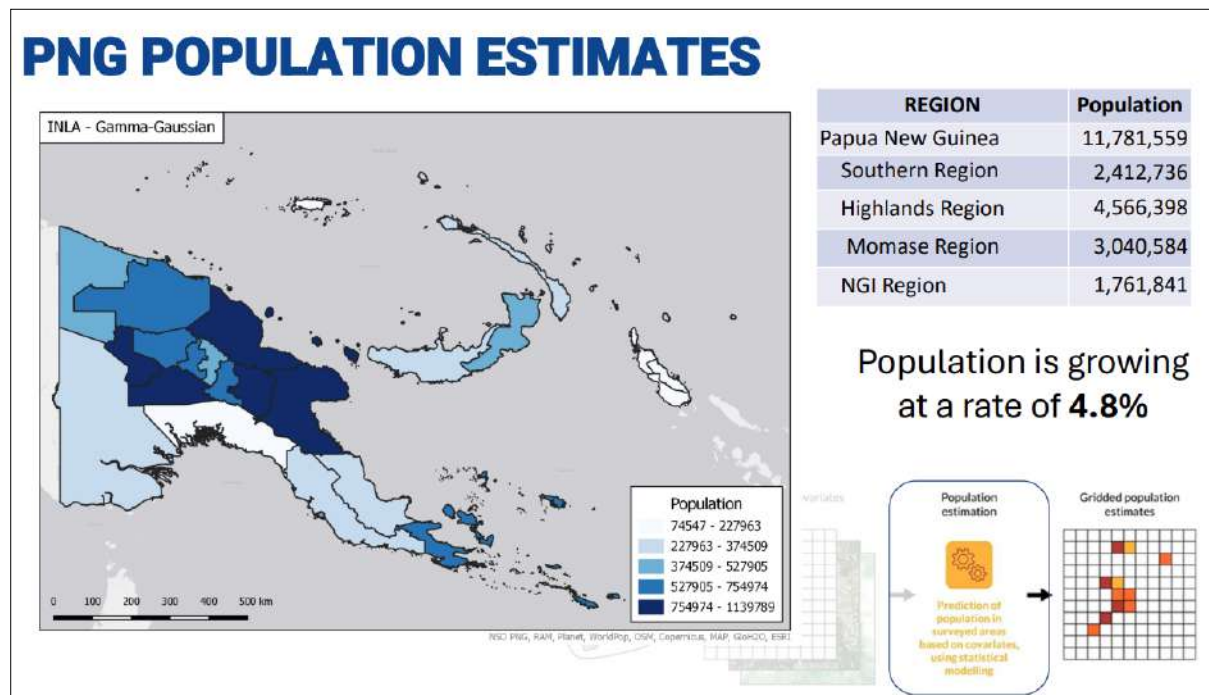 PNG POPULATION ESTIMATES
INLA - Gamma-Gaussian
REGION Population
Papua New Guinea 11,781,559
Southern Region 2,412,736
Highlands Region 4,566,398
Momase Region 3,040,584
NGI Region 1,761,841
Population is growing
at a rate of 4.8%
Population
74547 - 227963
227963 - 374509
374509 - 527905
527905 - 754974
754974 - 1139789
0 100 200 300 400 500 km
NSO PNG, RAM, Planet, WorldPop, OSM, Copernicus, MAP, GloH2O, ESRI
variates
Population
estimation
Prediction of
population in
surveyed areas
based on covariates,
using statistical
modelling
Gridded population
estimates